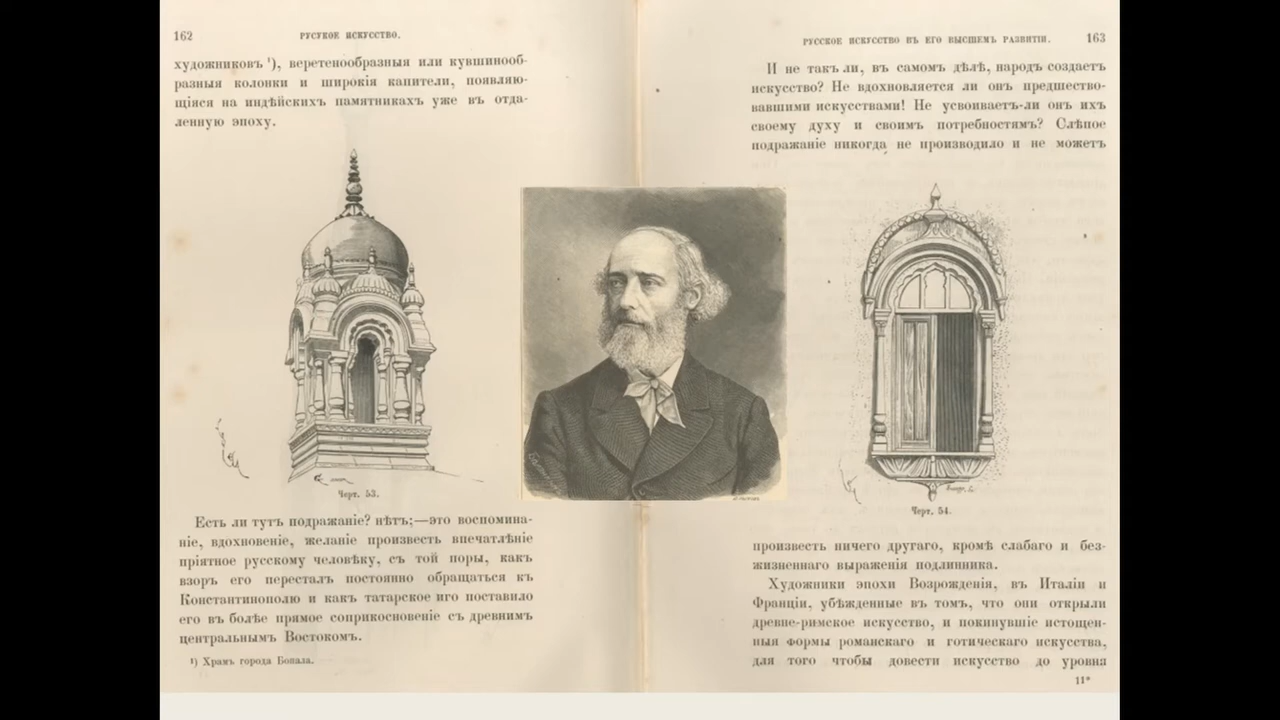 162
РУСУКОЕ ИСКУССТВО.
художниковъ ¹), веретенообразныя или кувшинооб-
разныя колонки и широкія капители, появляю-
щіяся на индѣйскихъ памятникахъ уже въ отда-
ленную эпоху.
Черт. 53.
Есть ли тутъ подражаніе? нѣтъ;—это воспомина-
ніе, вдохновеніе, желаніе произвесть впечатлѣніе
пріятное русскому человѣку, съ той поры, какъ
взоръ его пересталъ постоянно обращаться къ
Константинополю и какъ татарское иго поставило
его въ болѣе прямое соприкосновеніе съ древнимъ
центральнымъ Востокомъ.
¹) Храмъ города Бопала.
РУССКОЕ ИСКУССТВО ВЪ ЕГО ВЫСШЕМЪ РАЗВИТІИ.
163
И не такъ ли, въ самомъ дѣлѣ, народъ создаетъ
искусство? Не вдохновляется ли онъ предшество-
вавшими искусствами! Не усвоиваетъ-ли онъ ихъ
своему духу и своимъ потребностямъ? Слѣпое
подражаніе никогда не производило и не можетъ
Черт. 54.
произвесть ничего другаго, кромѣ слабаго и без-
жизненнаго выраженія подлинника.
Художники эпохи Возрожденія, въ Италіи и
Франціи, убѣжденные въ томъ, что они открыли
древне-римское искусство, и покинувшіе истощен-
ныя формы романскаго и готическаго искусства,
для того чтобы довести искусство до уровня
11*